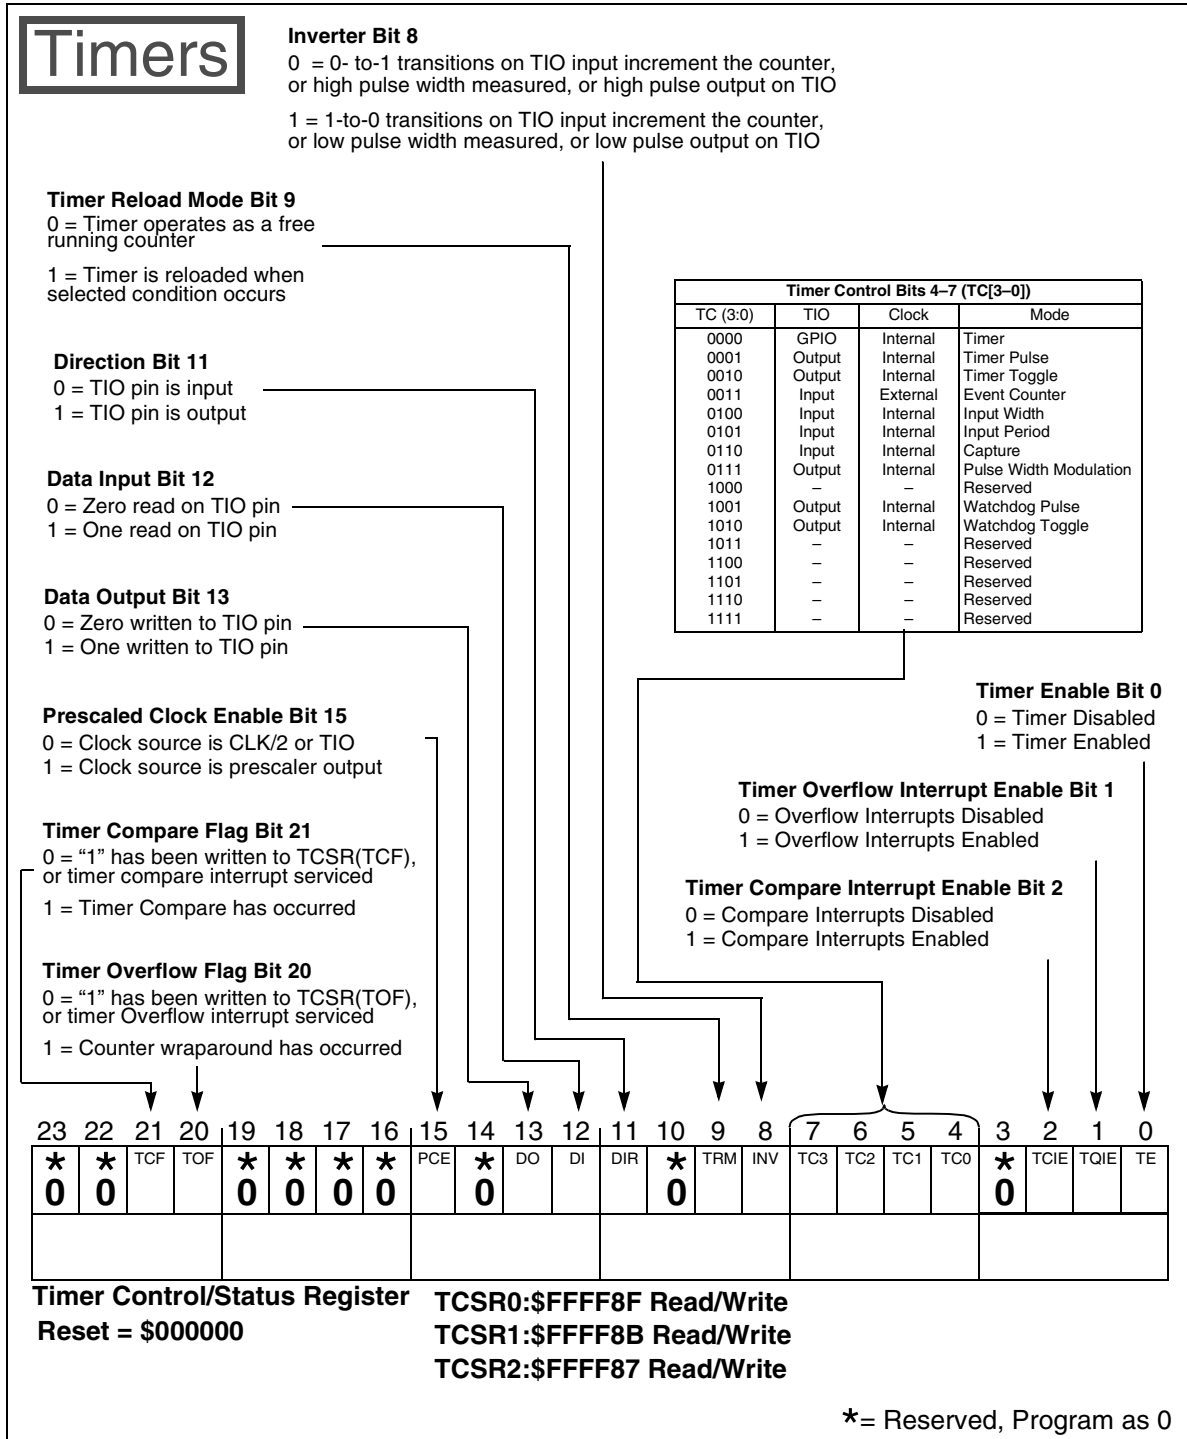 Timers
Inverter Bit 8
0 = 0- to-1 transitions on TIO input increment the counter,
or high pulse width measured, or high pulse output on TIO
1 = 1-to-0 transitions on TIO input increment the counter,
or low pulse width measured, or low pulse output on TIO
Timer Reload Mode Bit 9
0 = Timer operates as a free
running counter
1 = Timer is reloaded when
selected condition occurs
Timer Control Bits 4–7 (TC[3–0])
TC (3:0) TIO Clock Mode
0000 GPIO Internal Timer
0001 Output Internal Timer Pulse
0010 Output Internal Timer Toggle
0011 Input External Event Counter
0100 Input Internal Input Width
0101 Input Internal Input Period
0110 Input Internal Capture
0111 Output Internal Pulse Width Modulation
1000 – – Reserved
1001 Output Internal Watchdog Pulse
1010 Output Internal Watchdog Toggle
1011 – – Reserved
1100 – – Reserved
1101 – – Reserved
1110 – – Reserved
1111 – – Reserved
Direction Bit 11
0 = TIO pin is input
1 = TIO pin is output
Data Input Bit 12
0 = Zero read on TIO pin
1 = One read on TIO pin
Data Output Bit 13
0 = Zero written to TIO pin
1 = One written to TIO pin
Prescaled Clock Enable Bit 15
0 = Clock source is CLK/2 or TIO
1 = Clock source is prescaler output
Timer Enable Bit 0
0 = Timer Disabled
1 = Timer Enabled
Timer Overflow Interrupt Enable Bit 1
0 = Overflow Interrupts Disabled
1 = Overflow Interrupts Enabled
Timer Compare Flag Bit 21
0 = “1” has been written to TCSR(TCF),
or timer compare interrupt serviced
1 = Timer Compare has occurred
Timer Compare Interrupt Enable Bit 2
0 = Compare Interrupts Disabled
1 = Compare Interrupts Enabled
Timer Overflow Flag Bit 20
0 = “1” has been written to TCSR(TOF),
or timer Overflow interrupt serviced
1 = Counter wraparound has occurred
23 22 21 20 19 18 17 16 15 14 13 12 11 10 9 8 7 6 5 4 3 2 1 0
* * TCF TOF * * * * PCE * DO DI DIR * TRM INV TC3 TC2 TC1 TC0 * TCIE TQIE TE
0 0 0 0 0 0 0 0 0
Timer Control/Status Register
Reset = $000000
TCSR0:$FFFF8F Read/Write
TCSR1:$FFFF8B Read/Write
TCSR2:$FFFF87 Read/Write
*= Reserved, Program as 0